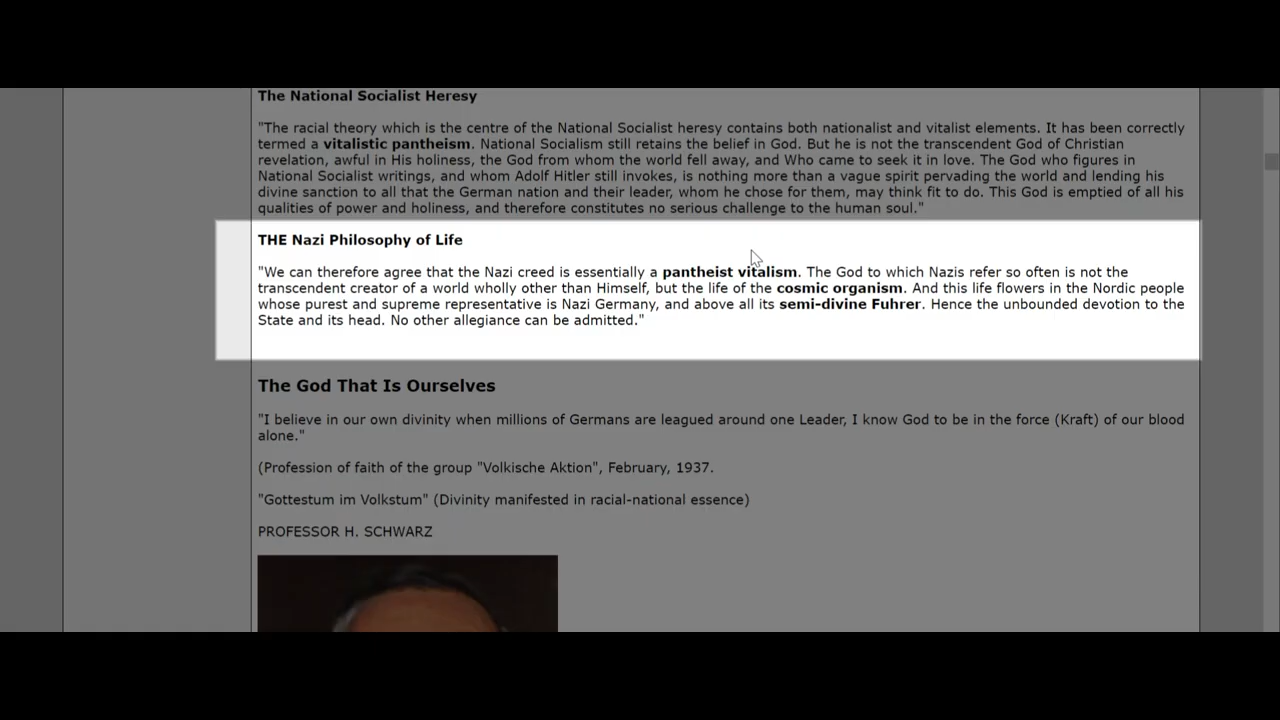 The National Socialist Heresy
"The racial theory which is the centre of the National Socialist heresy contains both nationalist and vitalist elements. It has been correctly
termed a vitalistic pantheism. National Socialism still retains the belief in God. But he is not the transcendent God of Christian
revelation, awful in His holiness, the God from whom the world fell away, and Who came to seek it in love. The God who figures in
National Socialist writings, and whom Adolf Hitler still invokes, is nothing more than a vague spirit pervading the world and lending his
divine sanction to all that the German nation and their leader, whom he chose for them, may think fit to do. This God is emptied of all his
qualities of power and holiness, and therefore constitutes no serious challenge to the human soul."
THE Nazi Philosophy of Life
"We can therefore agree that the Nazi creed is essentially a pantheist vitalism. The God to which Nazis refer so often is not the
transcendent creator of a world wholly other than Himself, but the life of the cosmic organism. And this life flowers in the Nordic people
whose purest and supreme representative is Nazi Germany, and above all its semi-divine Fuhrer. Hence the unbounded devotion to the
State and its head. No other allegiance can be admitted."
The God That Is Ourselves
"I believe in our own divinity when millions of Germans are leagued around one Leader, I know God to be in the force (Kraft) of our blood
alone."
(Profession of faith of the group "Volkische Aktion", February, 1937.
"Gottestum im Volkstum" (Divinity manifested in racial-national essence)
PROFESSOR H. SCHWARZ